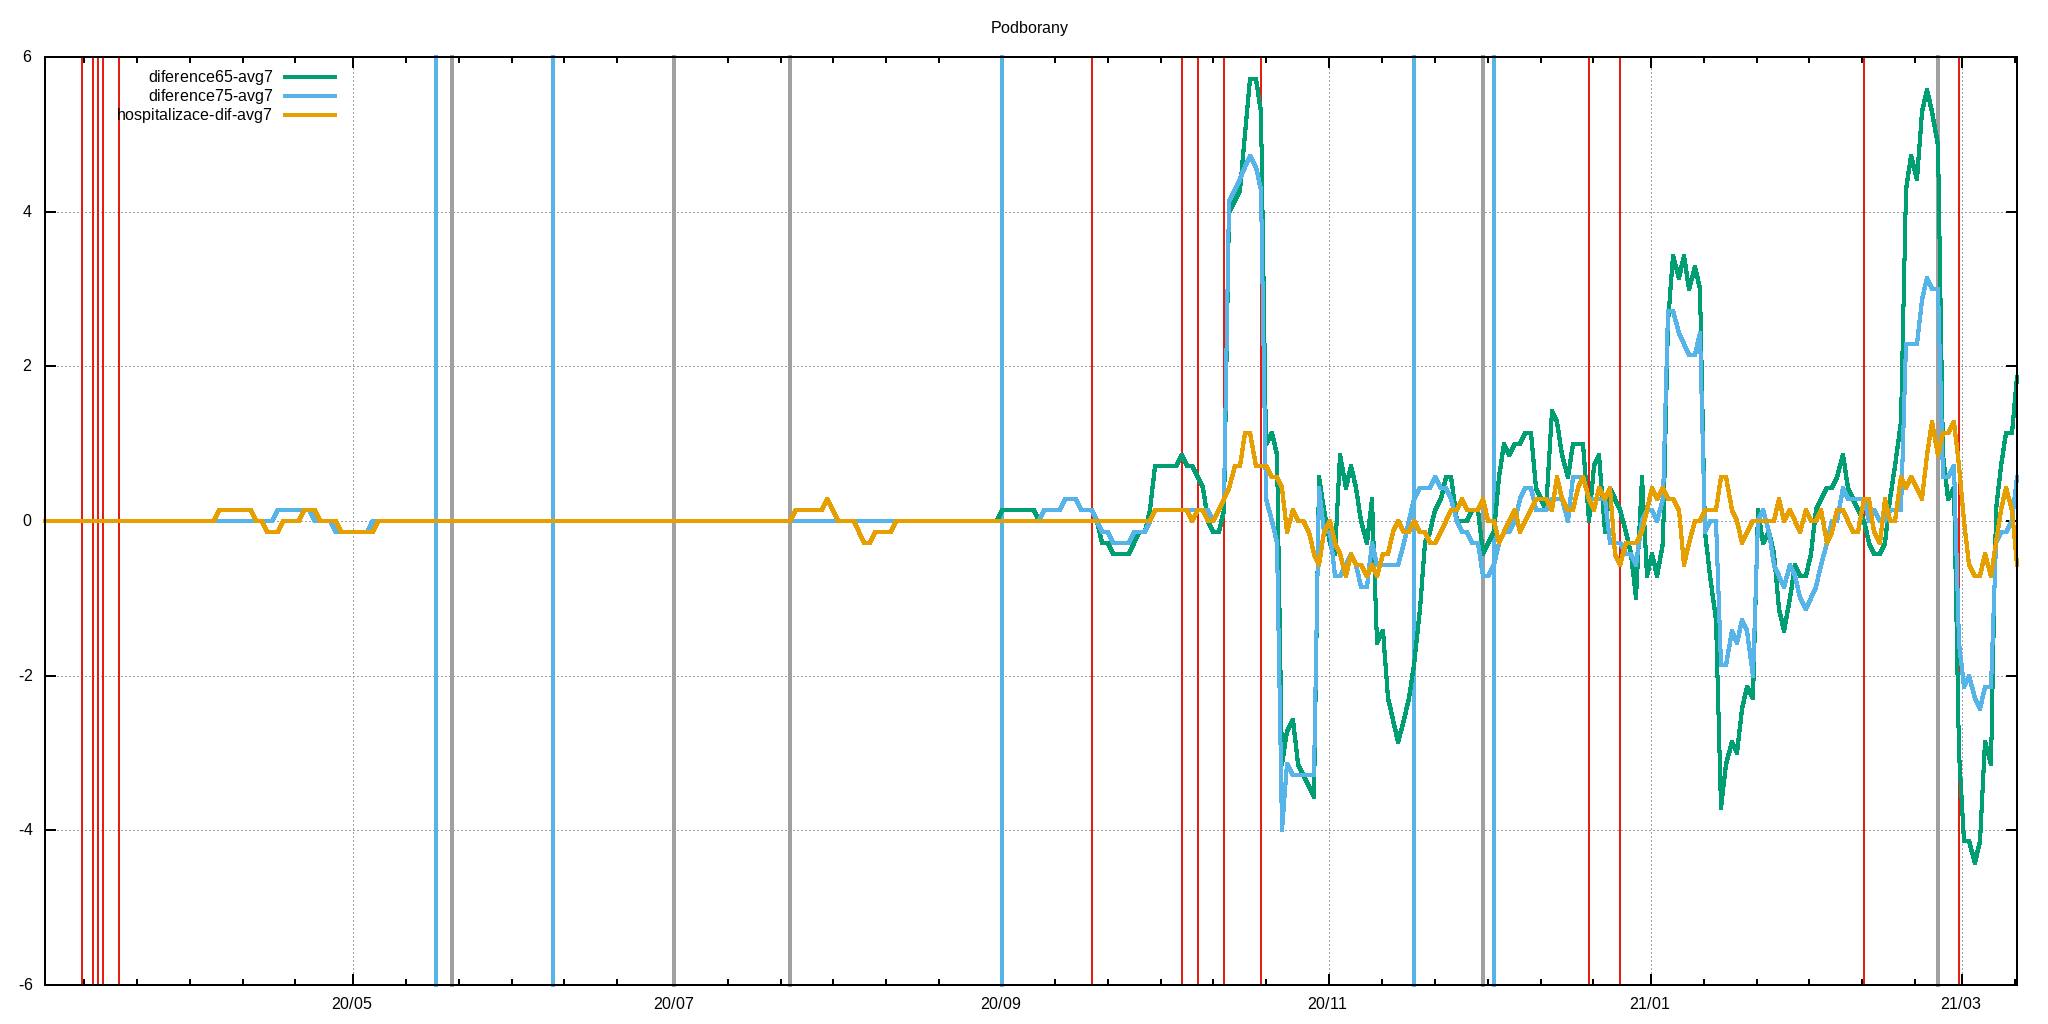 Podborany
diference65-avg7
diference75-avg7
hospitalizace-dif-avg7
6
4
2
0
-2
-4
-6
20/05 20/07 20/09 20/11 21/01 21/03